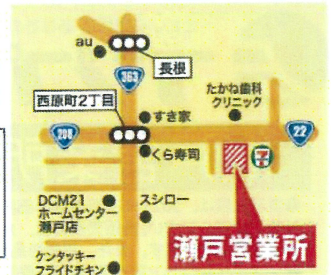 au
長根
363
西原町2丁目
たかね歯科
クリニック
すき家
208
22
くら寿司
7
DCM21
ホームセンター
瀬戸店
スシロー
瀬戸営業所
ケンタッキー
フライドチキン